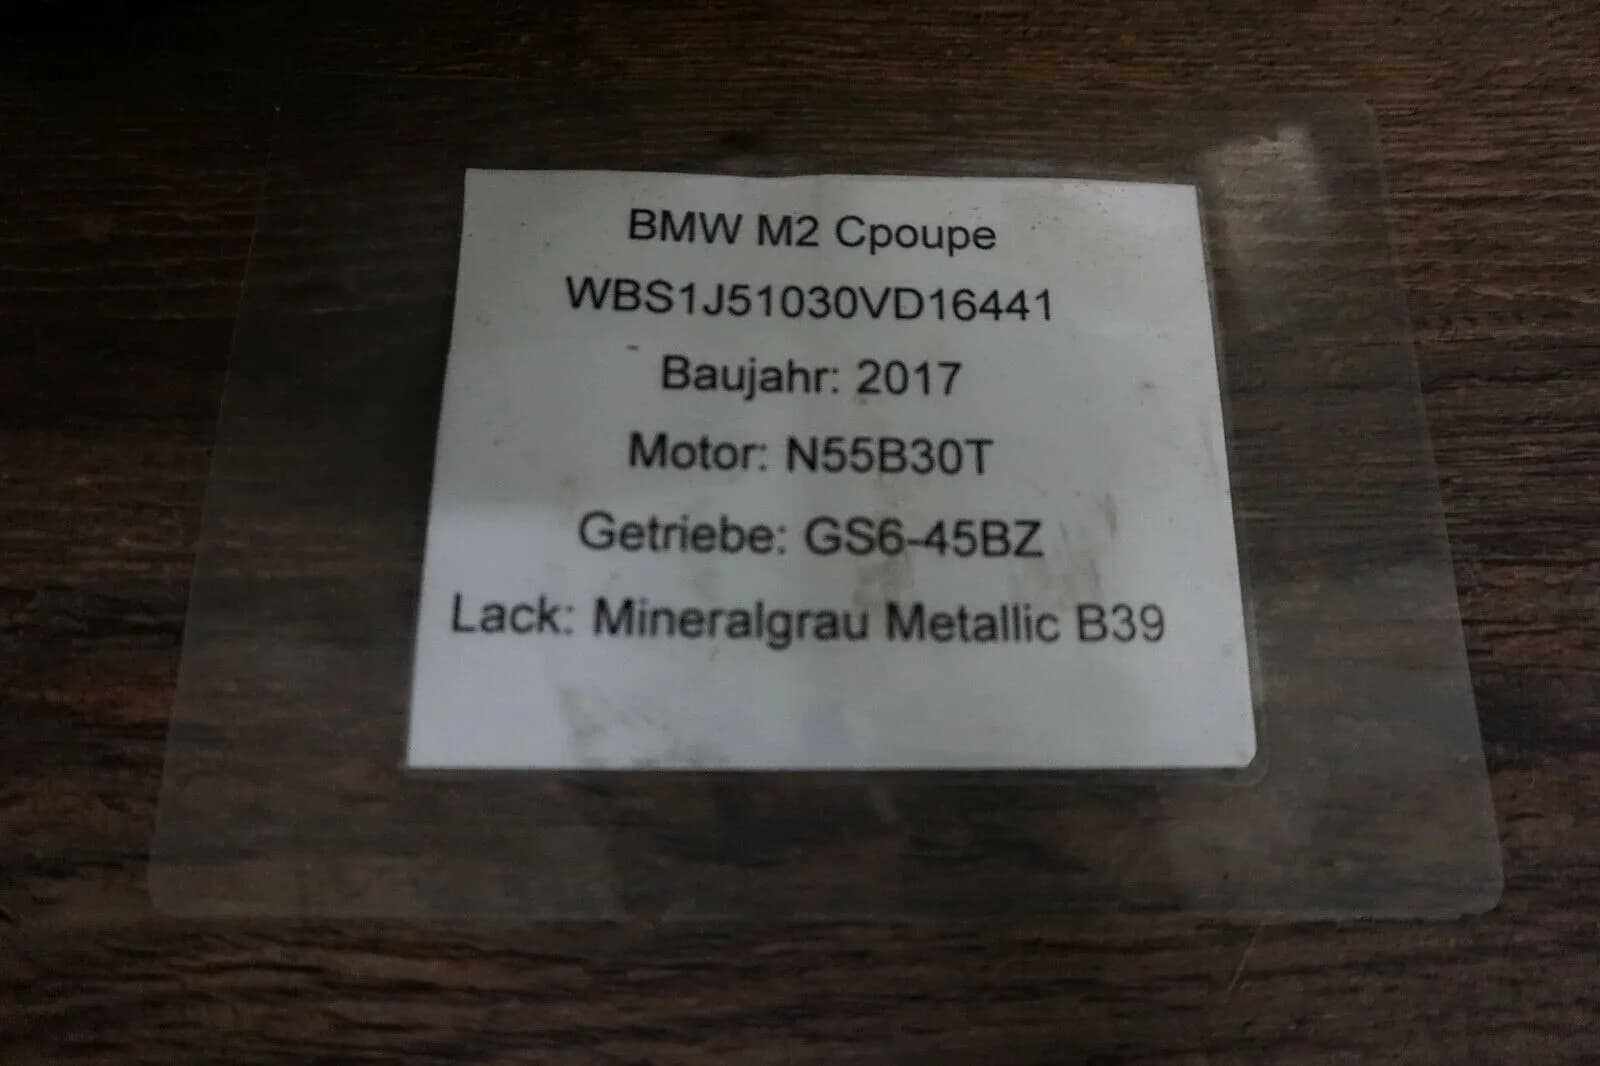 BMW M2 Cpoupe
WBS1J51030VD16441
Baujahr: 2017
Motor: N55B30T
Getriebe: GS6-45BZ
Lack: Mineralgrau Metallic B39